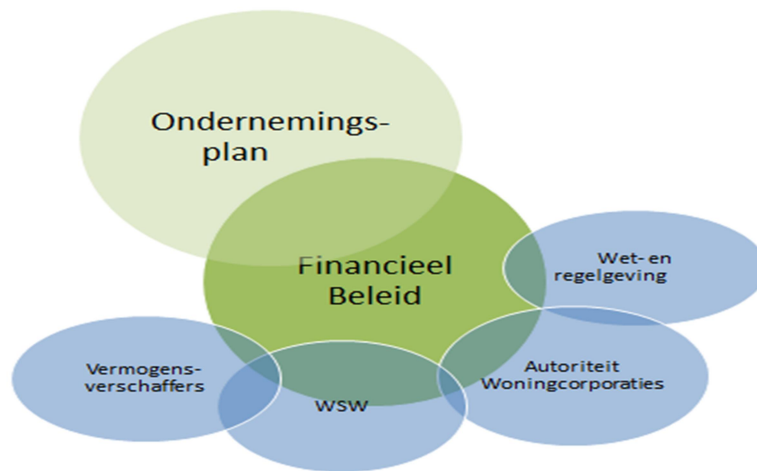 Ondernemings-
plan
Financieel
Beleid
Wet- en
regelgeving
Vermogens-
verschaffers
WSW
Autoriteit
Woningcorporaties